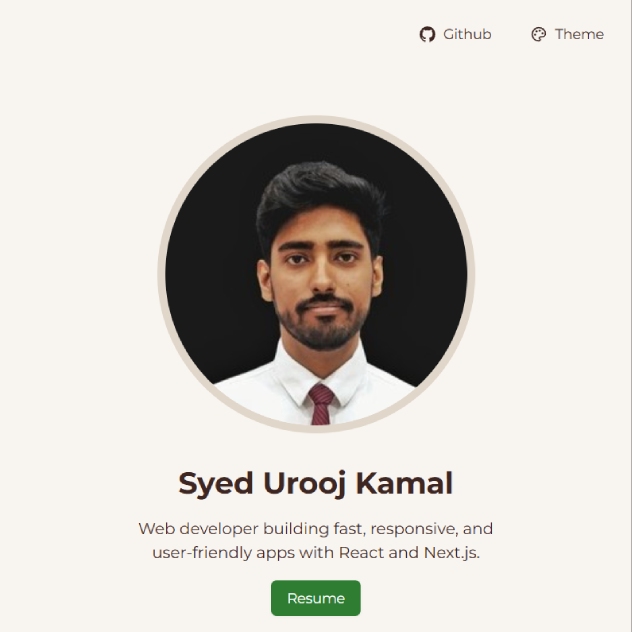 Github Theme
Syed Urooj Kamal
Web developer building fast, responsive, and
user-friendly apps with React and Next.js.
Resume